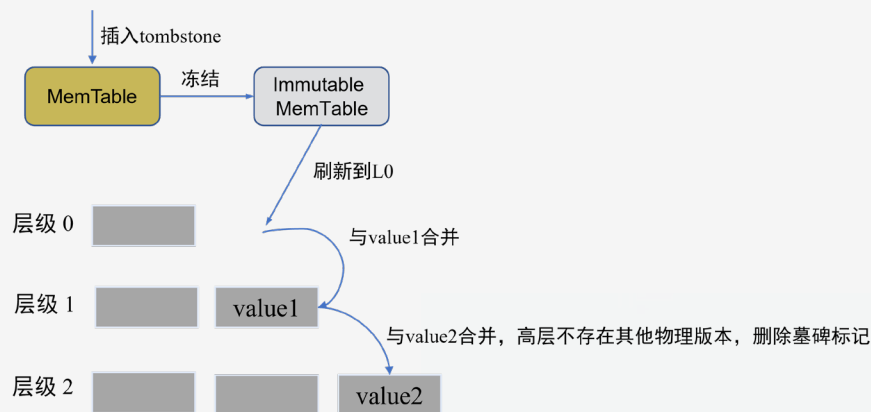 插入tombstone
MemTable
冻结
Immutable
MemTable
刷新到L0
层级 0
与value1合并
层级 1
value1
与value2合并，高层不存在其他物理版本，删除墓碑标记
层级 2
value2